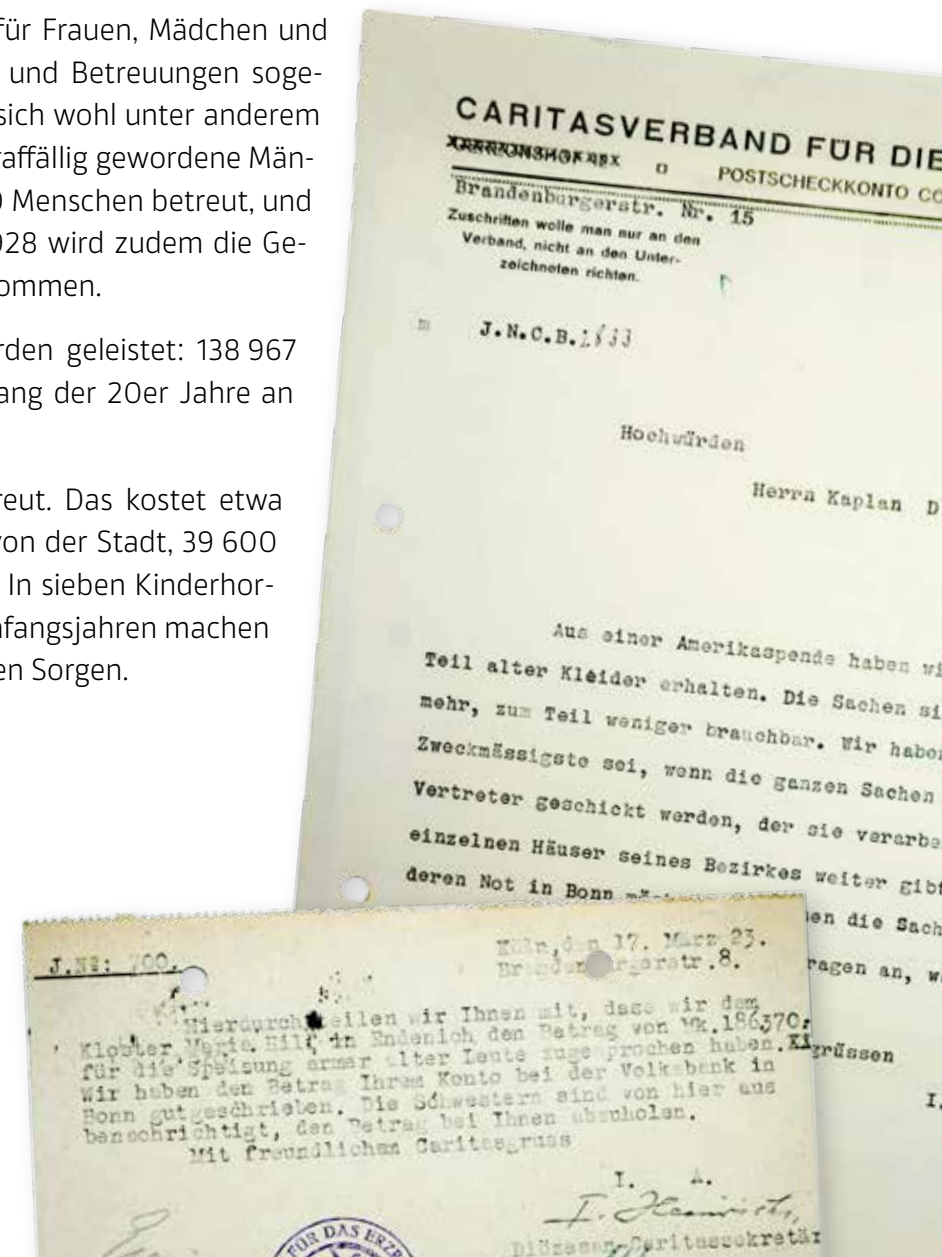 für Frauen, Mädchen und
und Betreuungen soge-
sich wohl unter anderem
raffällig gewordene Män-
0 Menschen betreut, und
928 wird zudem die Ge-
ommen.
rden geleistet: 138 967
ang der 20er Jahre an
reut. Das kostet etwa
von der Stadt, 39 600
In sieben Kinderhor-
nfangsjahren machen
en Sorgen.
CARITASVERBAND FÜR DIE
POSTSCHECKKONTO CO
Brandenburgerstr. Nr. 15
Zuschriften wolle man nur an den
Verband, nicht an den Unter-
zeichneten richten.
m J.N.C.B.
Hochwürden
Herrn Kaplan D
Aus einer Amerikaspende haben wi
Teil alter Kleider erhalten. Die Sachen si
mehr, zum Teil weniger brauchbar. Wir haben
Zweckmässigste sei, wenn die ganzen Sachen
Vertreter geschickt werden, der sie verarbe
einzelnen Häuser seines Bezirkes weiter gibt
deren Not in Bonn
en die Sach
ragen an, w
grüssen
I.
J.N≗: 700.
Köln, den 17. März 23.
Brandenburgerstr.8.
Hierdurch teilen wir Ihnen mit, dass wir dem
Kloster Maria Hilf in Endenich den Betrag von Mk.186370:
für die Speisung armer alter Leute zugesprochen haben.
Wir haben den Betrag Ihrem Konto bei der Volksbank in
Bonn gutgeschrieben. Die Schwestern sind von hier aus
benschrichtigt, den Betrag bei Ihnen abzuholen.
Mit freundlichem Caritasgruss
I. A.
Diözesan-Caritassekretär
FÜR DAS ERZB